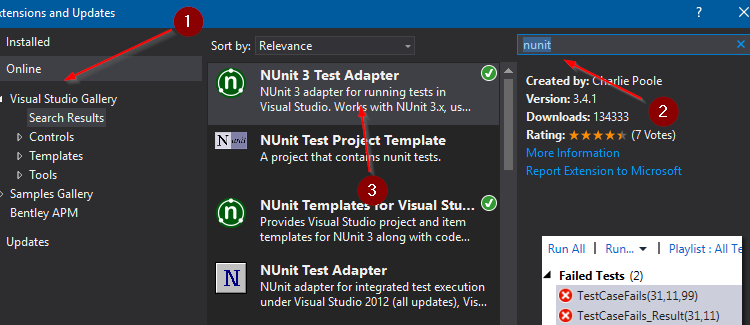 xtensions and Updates
1
Installed
Sort by: Relevance
nunit
Online
NUnit 3 Test Adapter
NUnit 3 adapter for running tests in
Visual Studio. Works with NUnit 3.x, us...
Visual Studio Gallery
Search Results
Controls
Templates
Tools
Samples Gallery
Bentley APM
Updates
NUnit Test Project Template
A project that contains nunit tests.
3
NUnit Templates for Visual Stu...
Provides Visual Studio project and item
templates for NUnit 3 along with code...
NUnit Test Adapter
NUnit adapter for integrated test execution
under Visual Studio 2012 (all updates), Vis...
Created by: Charlie Poole
Version: 3.4.1
2
Downloads: 134333
Rating: (7 Votes)
More Information
Report Extension to Microsoft
Run All Run... Playlist : All Te
Failed Tests (2)
TestCaseFails(31,11,99)
TestCaseFails_Result(31,11)